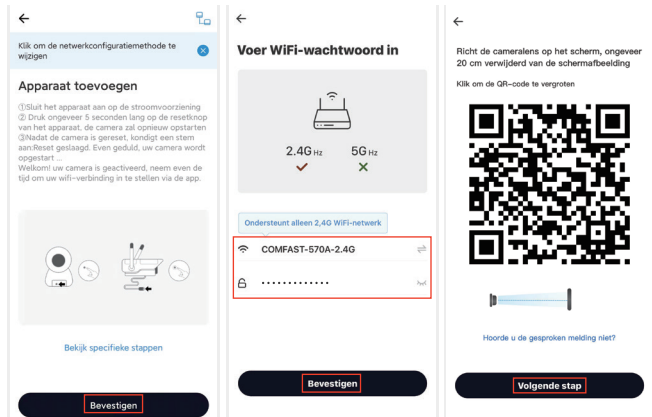 Klik om de netwerkconfiguratiemethode te
wijzigen
Apparaat toevoegen
①Sluit het apparaat aan op de stroomvoorziening
② Druk ongeveer 5 seconden lang op de resetknop
van het apparaat, de camera zal opnieuw opstarten
③Nadat de camera is gereset, kondigt een stem
aan:Reset geslaagd. Even geduld, uw camera wordt
opgestart ...
Welkom! uw camera is geactiveerd, neem even de
tijd om uw wifi-verbinding in te stellen via de app.
Bekijk specifieke stappen
Bevestigen
Voer WiFi-wachtwoord in
2.4G Hz 5G Hz
Ondersteunt alleen 2,4G WiFi-netwerk
COMFAST-570A-2.4G
Bevestigen
Richt de cameralens op het scherm, ongeveer
20 cm verwijderd van de schermafbeelding
Klik om de QR-code te vergroten
Hoorde u de gesproken melding niet?
Volgende stap